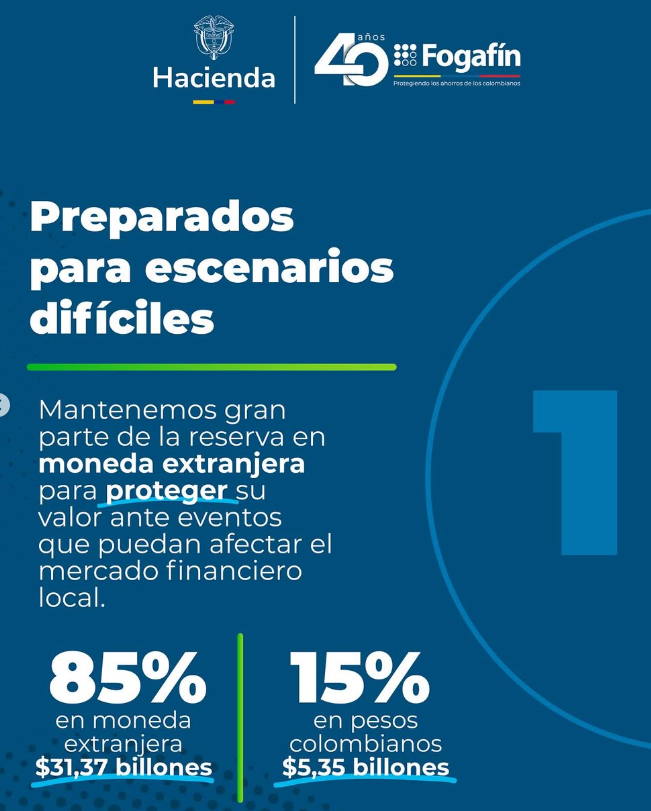 Hacienda
40 años
Fogafín
Protegiendo los ahorros de los colombianos
Preparados
para escenarios
difíciles
Mantenemos gran
parte de la reserva en
moneda extranjera
para proteger su
valor ante eventos
que puedan afectar el
mercado financiero
local.
1
85%
en moneda
extranjera
$31,37 billones
15%
en pesos
colombianos
$5,35 billones